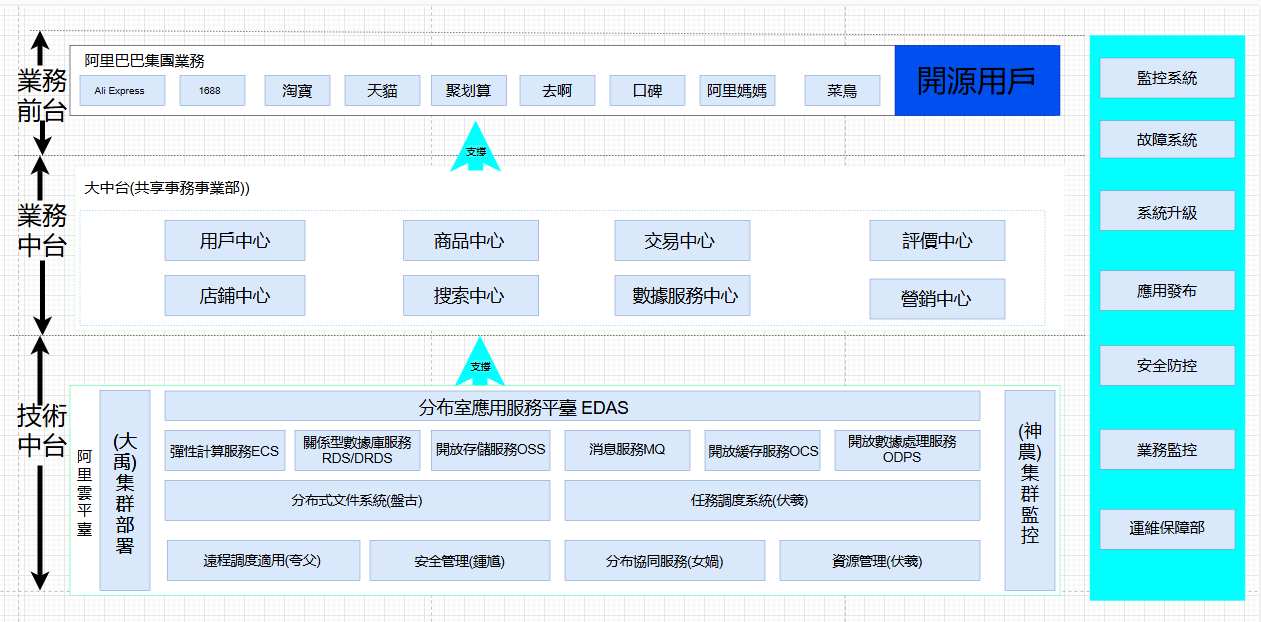 業務
前台
阿里巴巴集團業務
Ali Express
1688
淘寶
天貓
聚划算
去啊
口碑
阿里媽媽
菜鳥
開源用戶
支撐
業務
中台
大中台(共享事務事業部))
用戶中心
商品中心
交易中心
評價中心
店鋪中心
搜索中心
數據服務中心
營銷中心
支撐
技術
中台
阿里雲平臺
(大禹)集群部署
分布室應用服務平臺 EDAS
彈性計算服務ECS
關係型數據庫服務
RDS/DRDS
開放存儲服務OSS
消息服務MQ
開放緩存服務OCS
開放數據處理服務
ODPS
分布式文件系統(盤古)
任務調度系統(伏羲)
遠程調度適用(夸父)
安全管理(鍾馗)
分布協同服務(女媧)
資源管理(伏羲)
(神農)集群監控
監控系統
故障系統
系統升級
應用發布
安全防控
業務監控
運維保障部